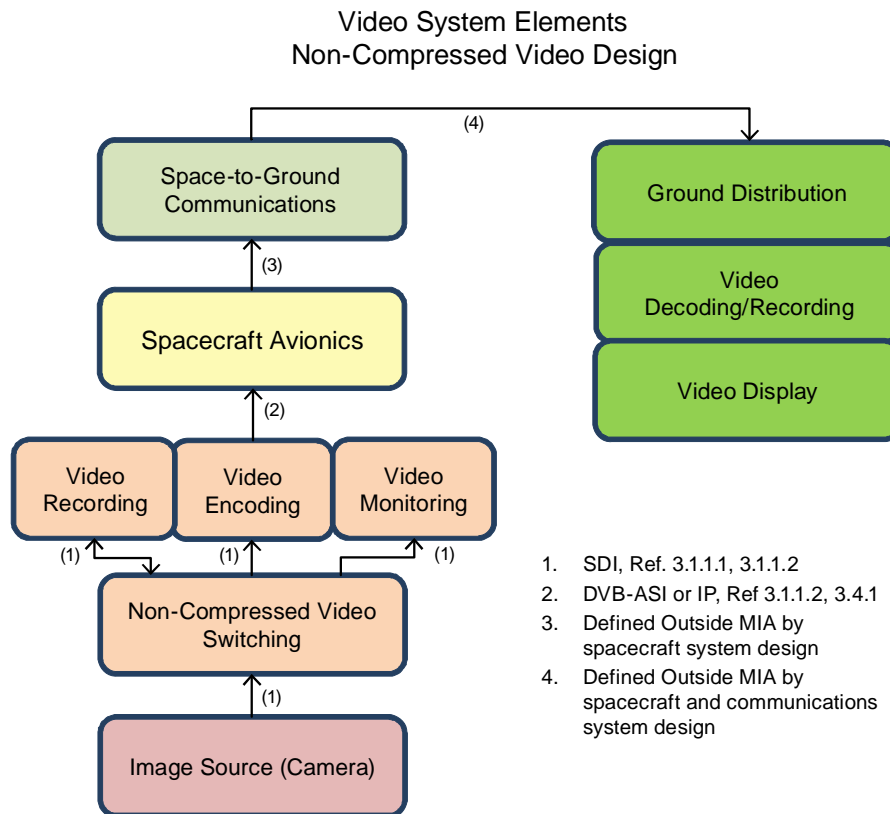 Video System Elements
Non-Compressed Video Design
(4)
Space-to-Ground
Communications
Ground Distribution
(3)
Video
Decoding/Recording
Spacecraft Avionics
Video Display
(2)
Video
Recording
Video
Encoding
Video
Monitoring
(1)
(1)
(1)
Non-Compressed Video
Switching
(1)
Image Source (Camera)
1. SDI, Ref. 3.1.1.1, 3.1.1.2
2. DVB-ASI or IP, Ref 3.1.1.2, 3.4.1
3. Defined Outside MIA by
spacecraft system design
4. Defined Outside MIA by
spacecraft and communications
system design